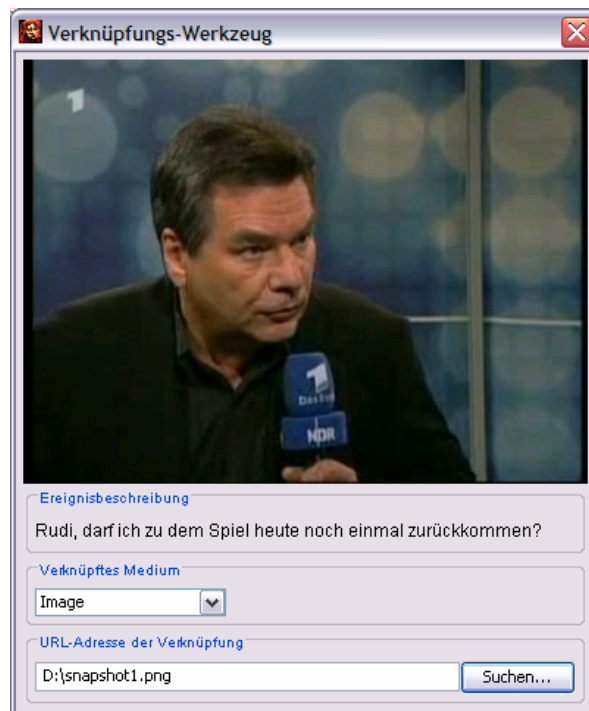 Verknüpfungs-Werkzeug
1
1
Das Erste
NDR
Ereignisbeschreibung
Rudi, darf ich zu dem Spiel heute noch einmal zurückkommen?
Verknüpftes Medium
Image
URL-Adresse der Verknüpfung
D:\snapshot1.png
Suchen...